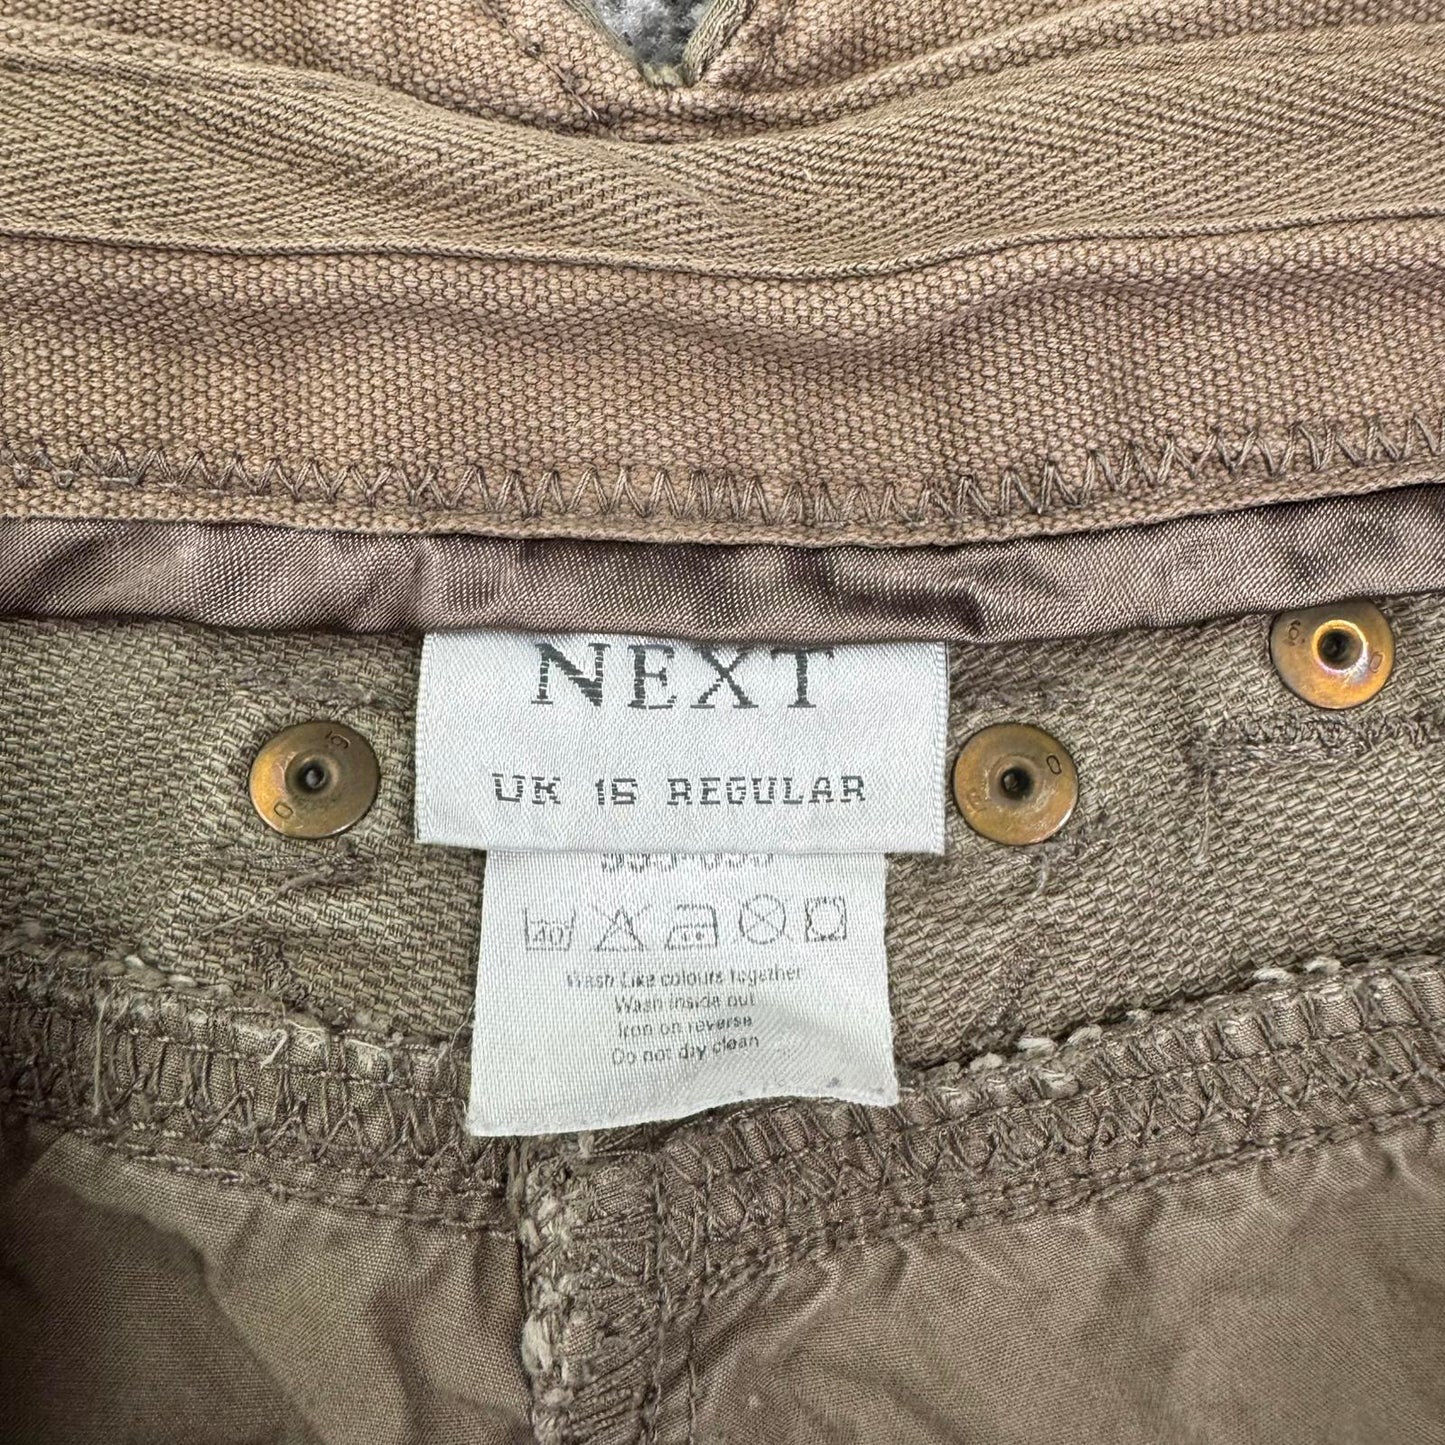 NEXT
UK 16 REGULAR
40
Wash Like colours together
Wash inside out
Iron on reverse
Do not dry clean